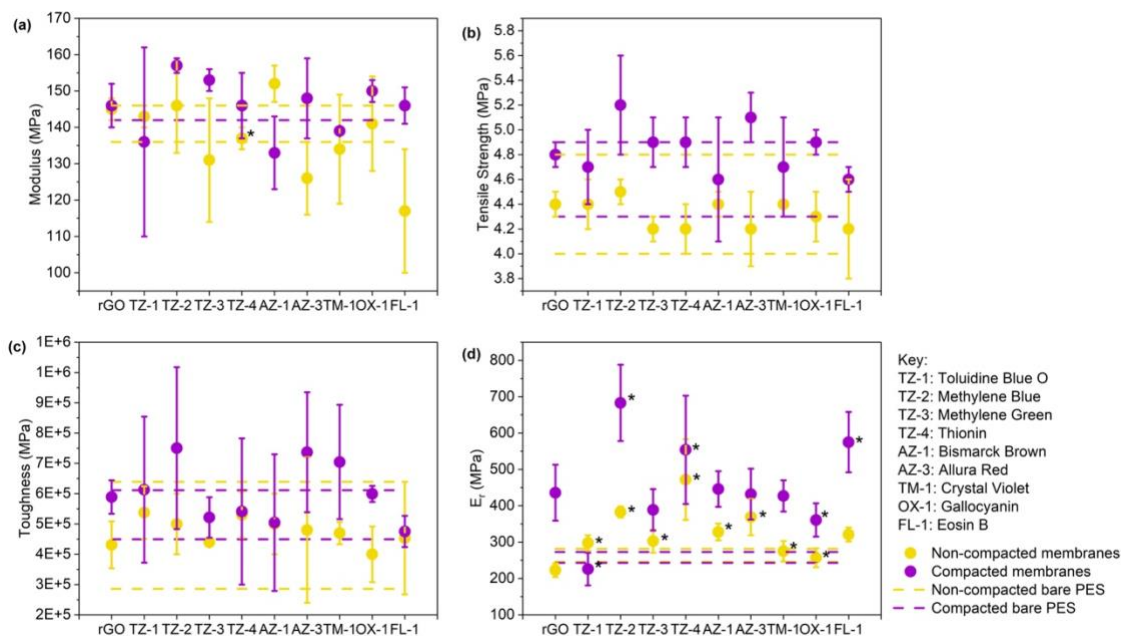 (a)
170
160
150
140
130
120
110
100
Modulus (MPa)
rGO TZ-1 TZ-2 TZ-3 TZ-4 AZ-1 AZ-3 TM-1 OX-1 FL-1
*
(b)
5.8
5.6
5.4
5.2
5.0
4.8
4.6
4.4
4.2
4.0
3.8
Tensile Strength (MPa)
rGO TZ-1 TZ-2 TZ-3 TZ-4 AZ-1 AZ-3 TM-1 OX-1 FL-1
(c)
1E+6
9E+5
8E+5
7E+5
6E+5
5E+5
4E+5
3E+5
2E+5
Toughness (MPa)
rGO TZ-1 TZ-2 TZ-3 TZ-4 AZ-1 AZ-3 TM-1 OX-1 FL-1
(d)
800
700
600
500
400
300
200
100
Er (MPa)
rGO TZ-1 TZ-2 TZ-3 TZ-4 AZ-1 AZ-3 TM-1 OX-1 FL-1
* * * * * * * * * * * * *
Key:
TZ-1: Toluidine Blue O
TZ-2: Methylene Blue
TZ-3: Methylene Green
TZ-4: Thionin
AZ-1: Bismarck Brown
AZ-3: Allura Red
TM-1: Crystal Violet
OX-1: Gallocyanin
FL-1: Eosin B
Non-compacted membranes
Compacted membranes
Non-compacted bare PES
Compacted bare PES